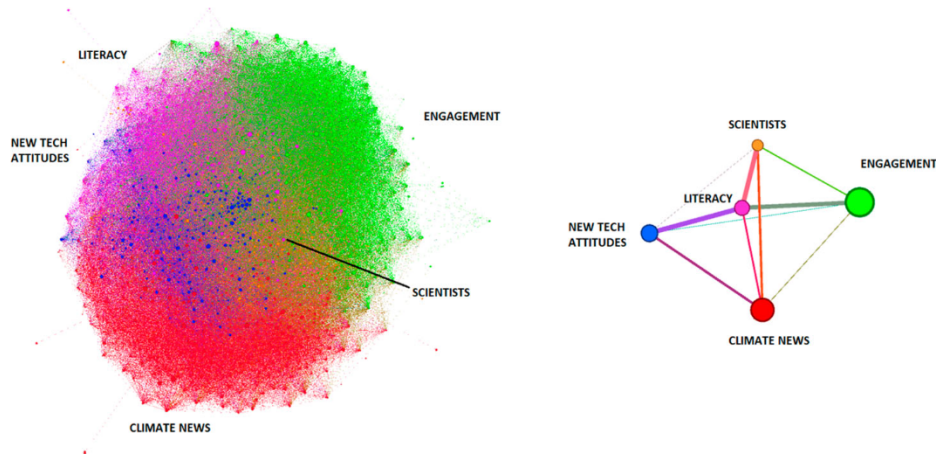 LITERACY
NEW TECH
ATTITUDES
ENGAGEMENT
SCIENTISTS
CLIMATE NEWS
SCIENTISTS
ENGAGEMENT
LITERACY
NEW TECH
ATTITUDES
CLIMATE NEWS